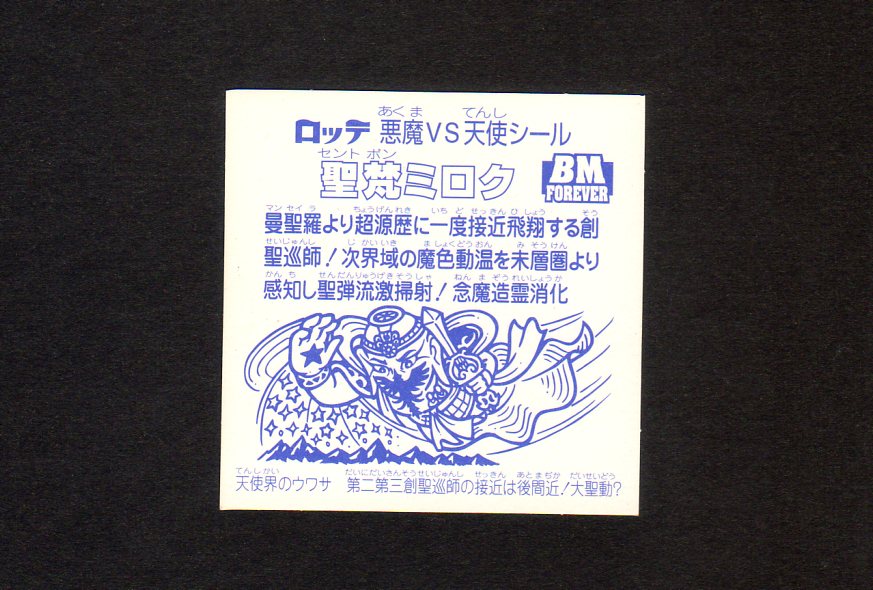 あくま てんし
ロッテ 悪魔VS天使シール
セント ボン
聖梵ミロク
BM
FOREVER
マンセイラ ちょうげんれき いちど せっきんひしょう そう
曼聖羅より超源歴に一度接近飛翔する創
せいじゅんし じかいいき ましょくどうおん みそうけん
聖巡師!次界域の魔色動温を未層圏より
かんち せんだんりゅうげきそうしゃ ねんまぞうれいしょうか
感知し聖弾流激掃射!念魔造霊消化
てんしかい だいにだいさんそうせいじゅんし せっきん あとまぢか だいせいどう
天使界のウワサ 第二第三創聖巡師の接近は後間近!大聖動?